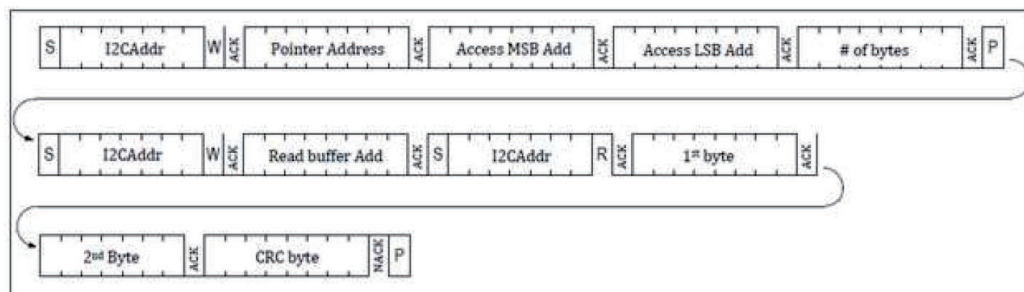 S I2CAddr W ACK Pointer Address ACK Access MSB Add ACK Access LSB Add ACK # of bytes ACK P
S I2CAddr W ACK Read buffer Add ACK S I2CAddr R ACK 1st byte ACK
2nd Byte ACK CRC byte NACK P